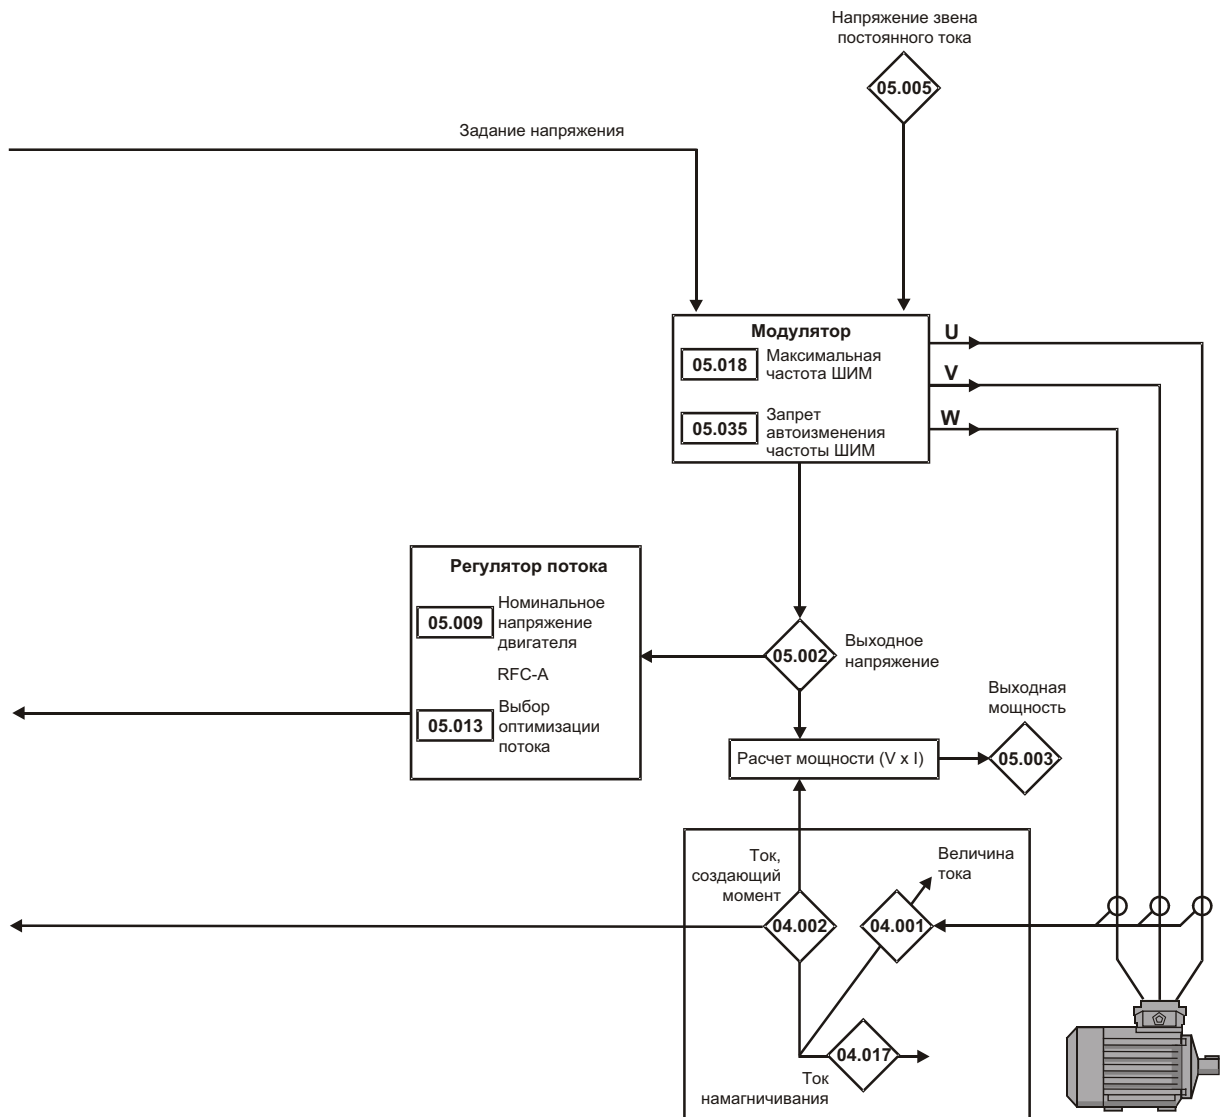 Напряжение звена
постоянного тока
05.005
Задание напряжения
Модулятор
05.018
Максимальная
частота ШИМ
05.035
Запрет
автоизменения
частоты ШИМ
U
V
W
Регулятор потока
05.009
Номинальное
напряжение
двигателя
RFC-A
05.013
Выбор
оптимизации
потока
05.002
Выходное
напряжение
Выходная
мощность
Расчет мощности (V x I)
05.003
Ток,
создающий
момент
Величина
тока
04.002
04.001
04.017
Ток
намагничивания